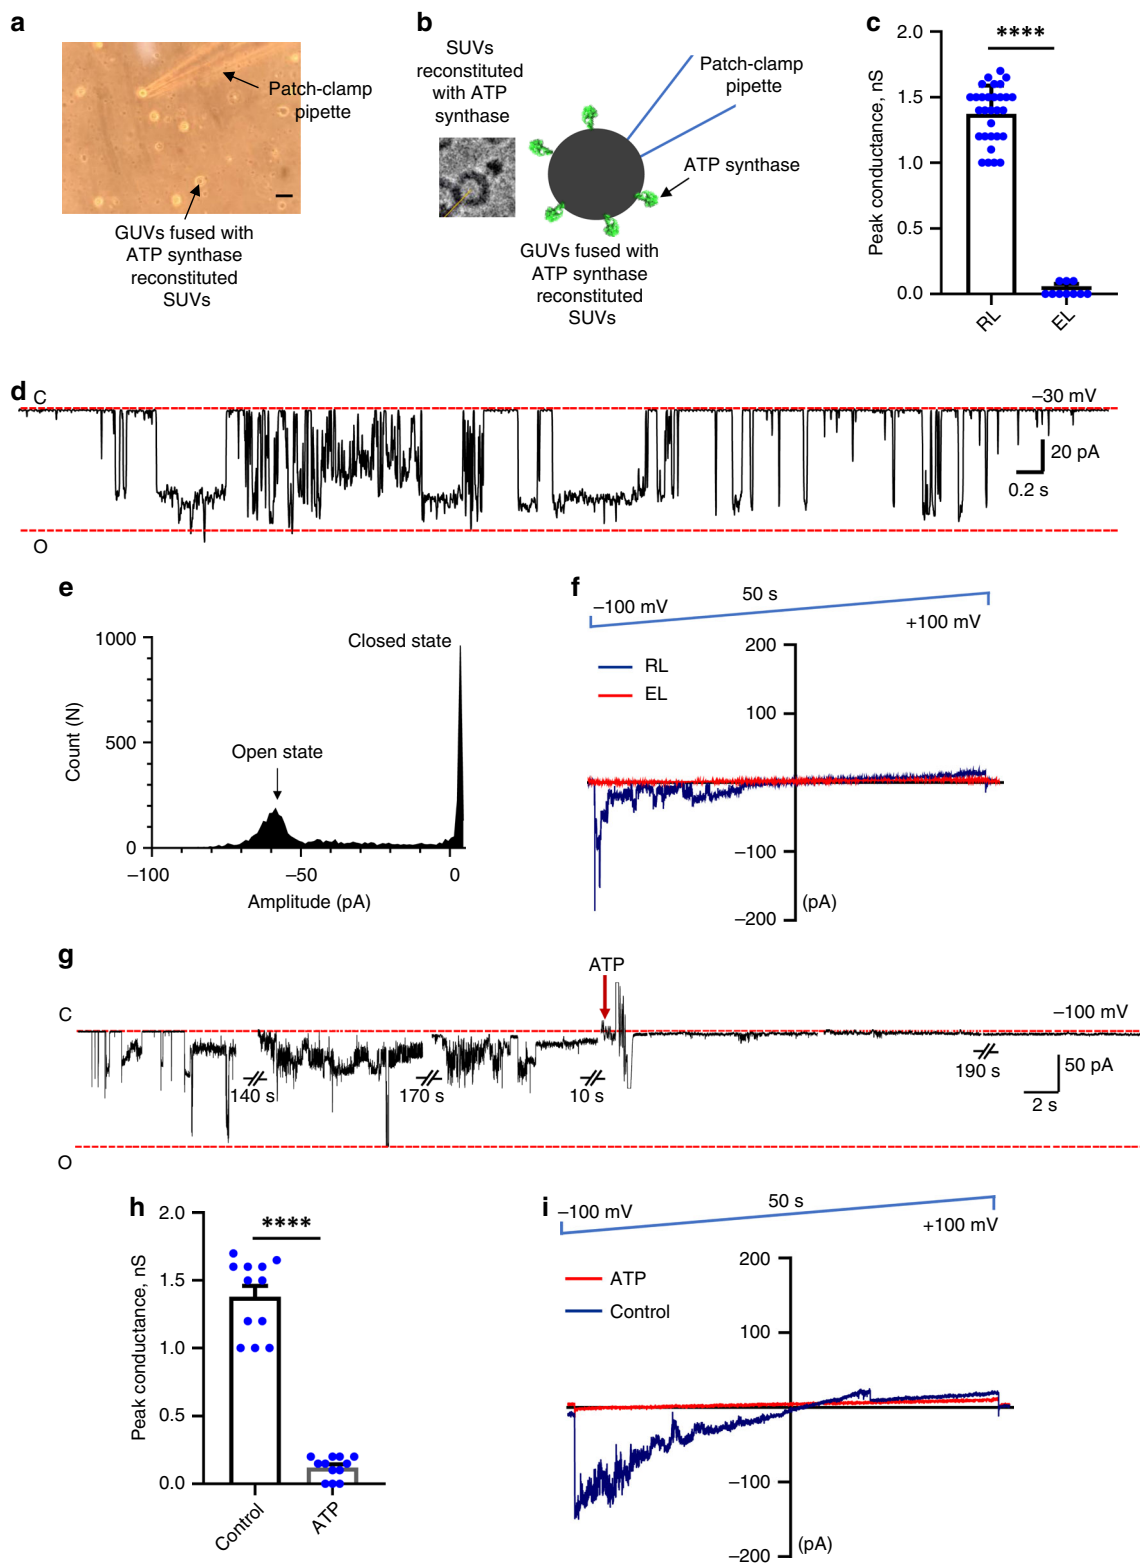 a
Patch-clamp
pipette
GUVs fused with
ATP synthase
reconstituted
SUVs
b
SUVs
reconstituted
with ATP
synthase
Patch-clamp
pipette
ATP synthase
GUVs fused with
ATP synthase
reconstituted
SUVs
c
****
Peak conductance, nS
2.0
1.5
1.0
0.5
0.0
RL
EL
d
C
–30 mV
20 pA
0.2 s
O
e
Count (N)
1000
500
0
Closed state
Open state
–100
–50
0
Amplitude (pA)
f
–100 mV
50 s
+100 mV
RL
EL
200
100
–100
–200
(pA)
g
ATP
C
–100 mV
140 s
170 s
10 s
190 s
50 pA
2 s
O
h
****
Peak conductance, nS
2.0
1.5
1.0
0.5
0.0
Control
ATP
i
–100 mV
50 s
+100 mV
ATP
Control
200
100
–100
–200
(pA)